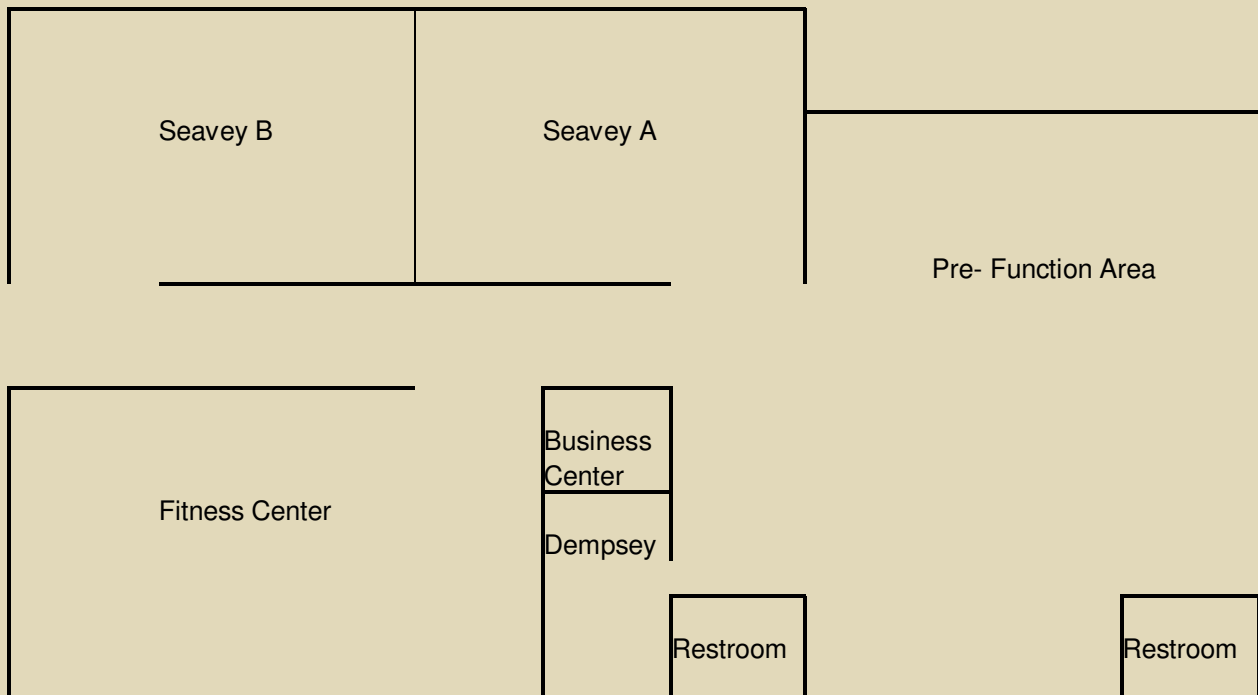 Seavey B
Seavey A
Pre- Function Area
Business
Center
Fitness Center
Dempsey
Restroom
Restroom